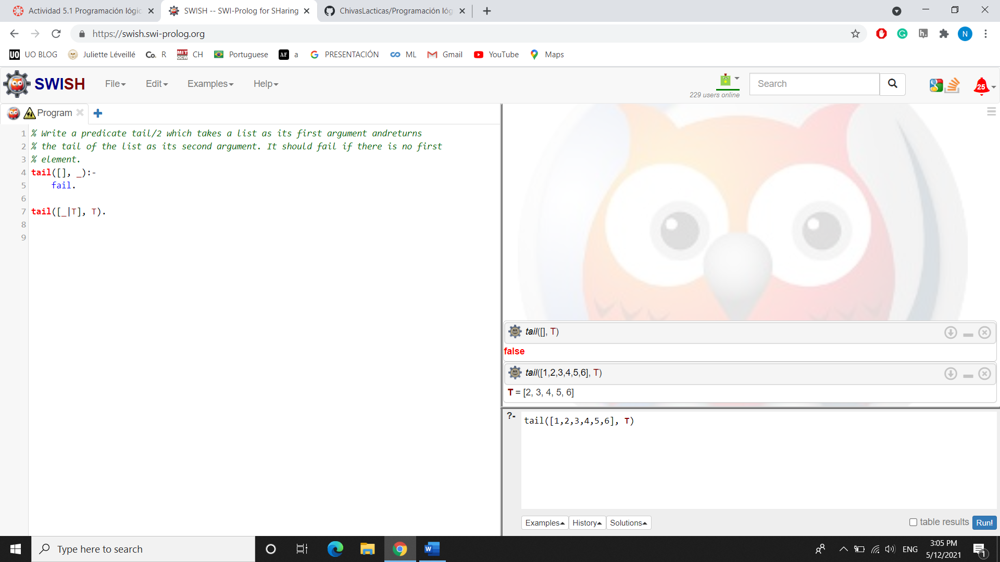 Actividad 5.1 Programación lógic
SWISH -- SWI-Prolog for SHaring
ChivasLacticas/Programación lóg
https://swish.swi-prolog.org
N
UO BLOG
Juliette Léveillé
Co. R
MIT OCW CH
Portuguese
AF a
PRESENTACIÓN
ML
Gmail
YouTube
Maps
SWISH
File
Edit
Examples
Help
229 users online
Search
25
Program
1 % Write a predicate tail/2 which takes a list as its first argument andreturns
2 % the tail of the list as its second argument. It should fail if there is no first
3 % element.
4 tail([], _):-
5     fail.
6
7 tail([_|T], T).
8
9
tail([], T)
false
tail([1,2,3,4,5,6], T)
T = [2, 3, 4, 5, 6]
?- tail([1,2,3,4,5,6], T)
Examples
History
Solutions
table results
Run!
Type here to search
ENG
3:05 PM
5/12/2021
1